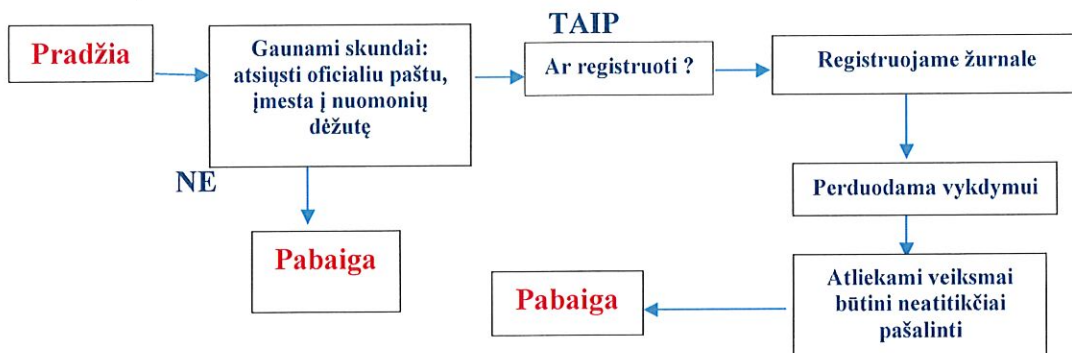 Pradžia
Gaunami skundai:
atsiųsti oficialiu paštu,
įmesta į nuomonių
dėžutę
TAIP
Ar registruoti ?
Registruojame žurnale
NE
Pabaiga
Perduodama vykdymui
Atliekami veiksmai
būtini neatitikčiai
pašalinti
Pabaiga